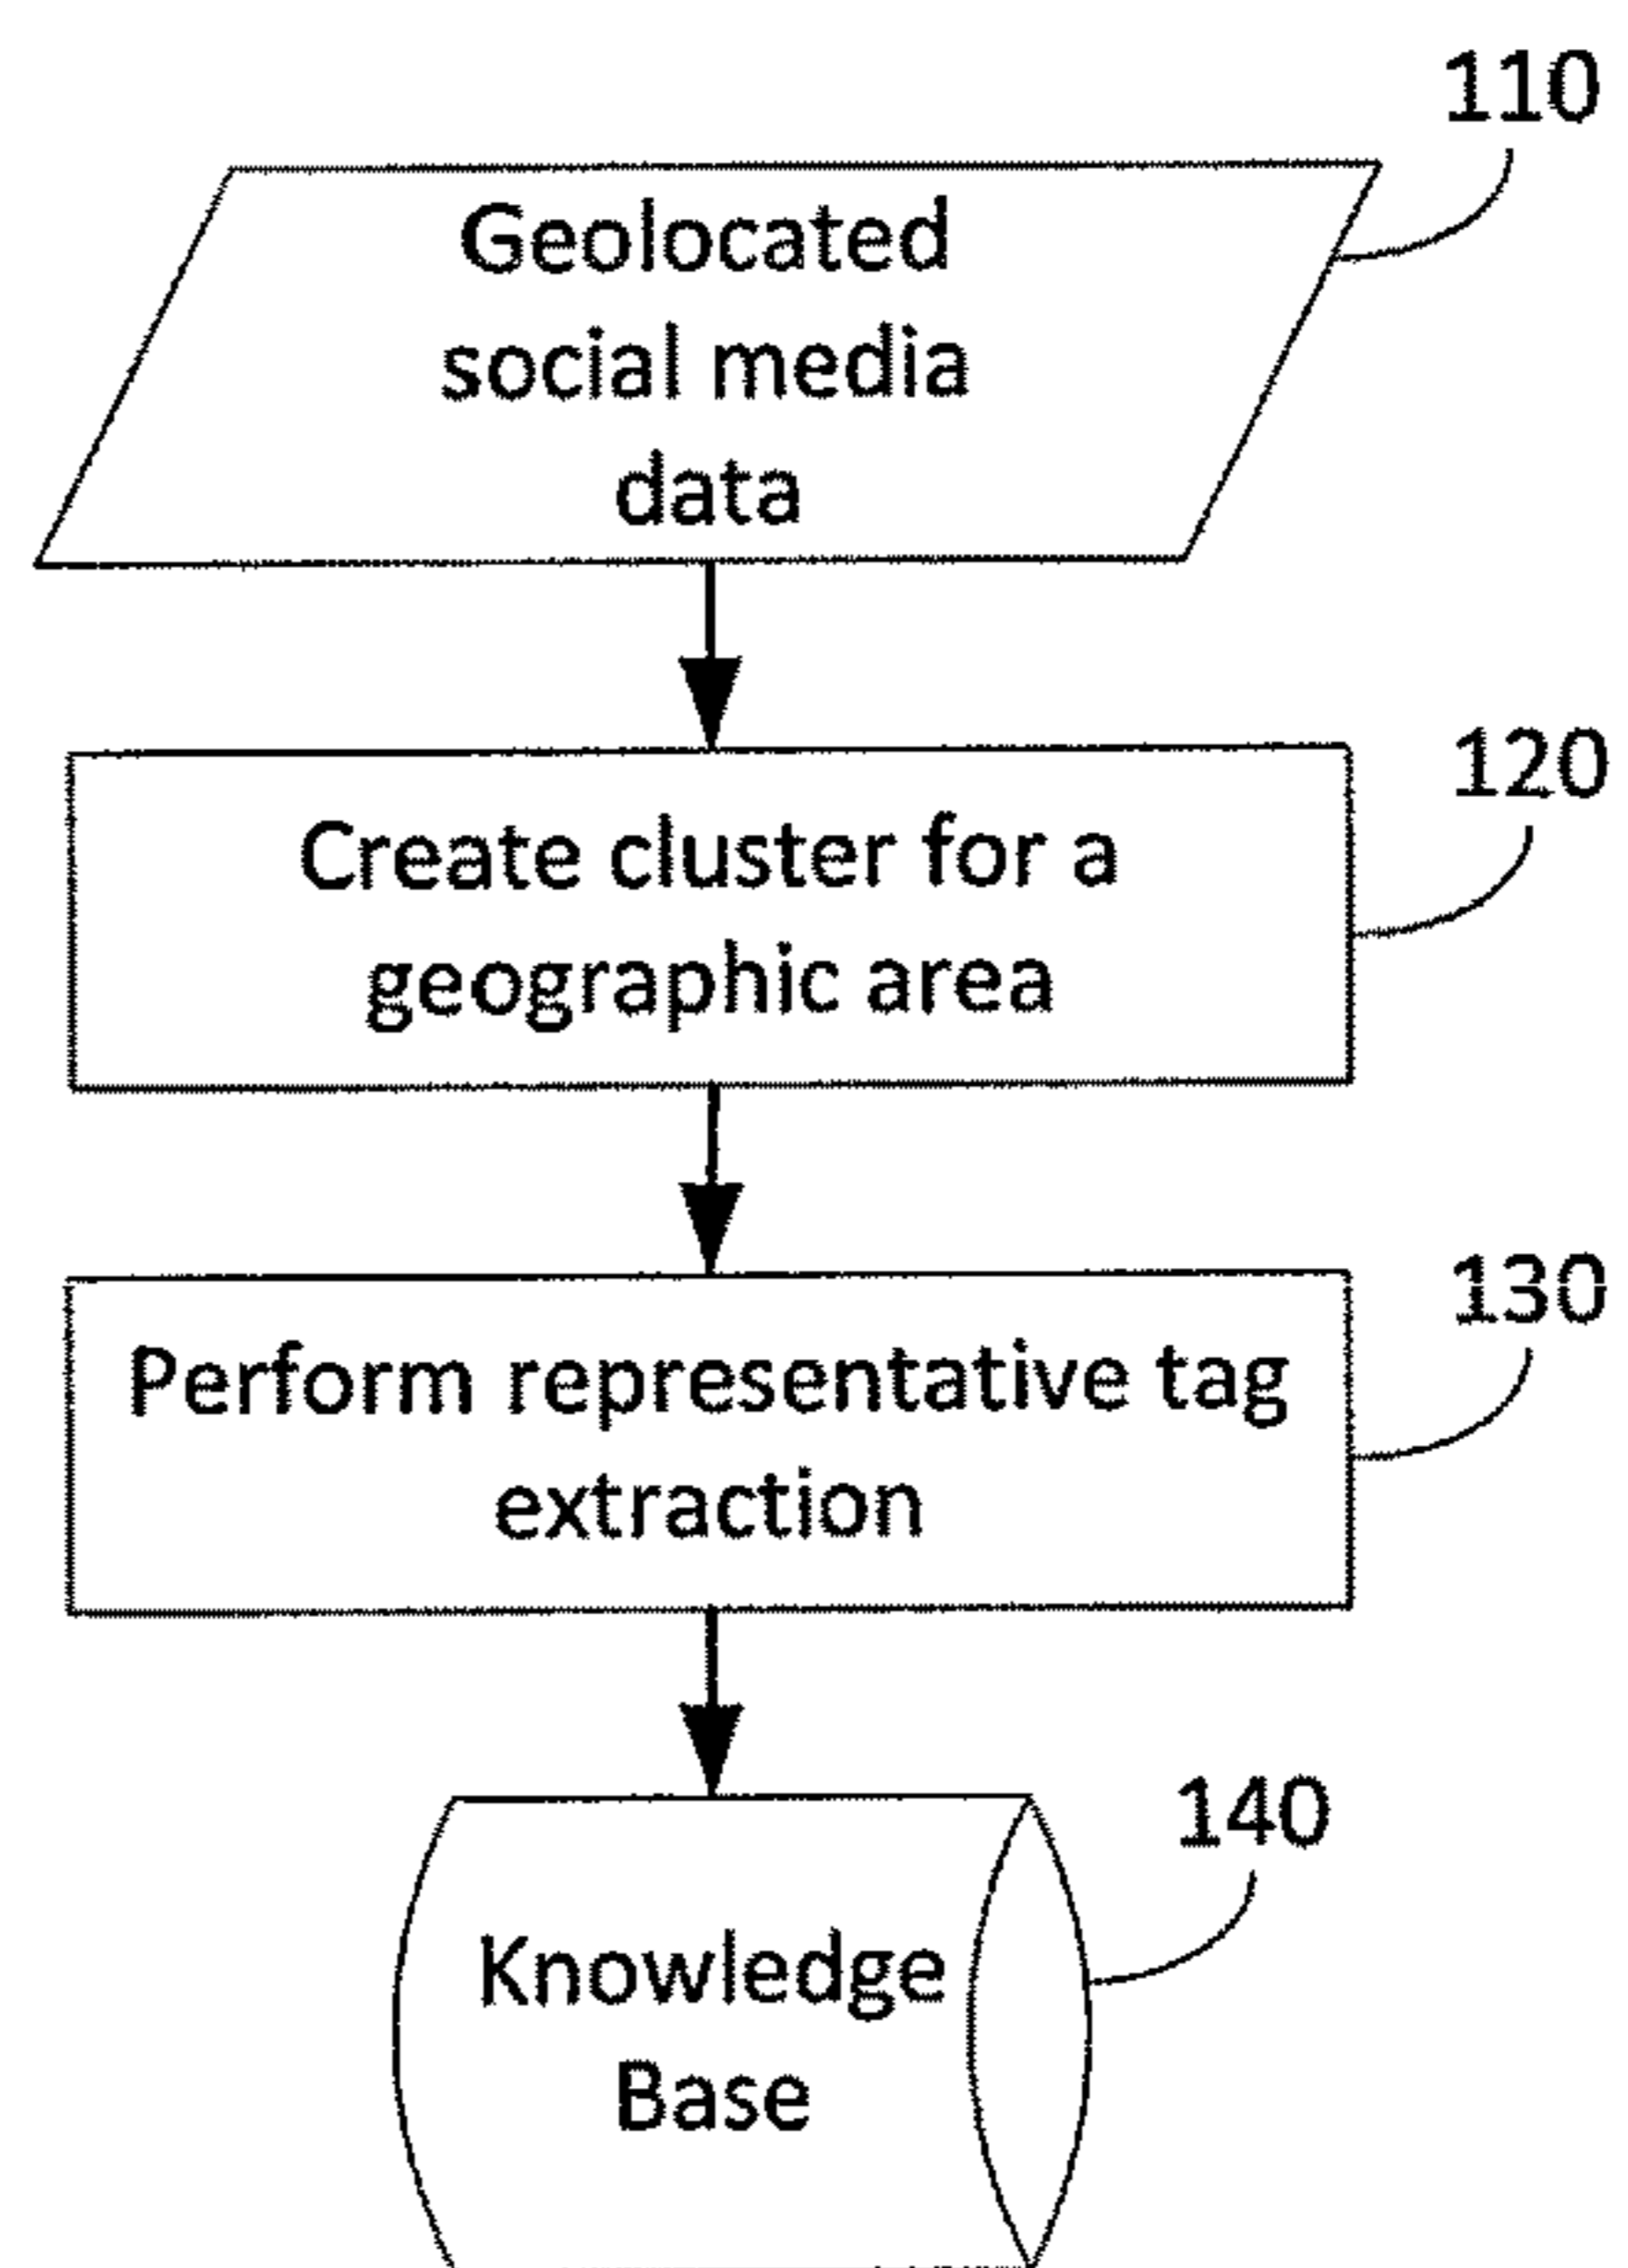 110
Geolocated
social media
data
120
Create cluster for a
geographic area
130
Perform representative tag
extraction
140
Knowledge
Base